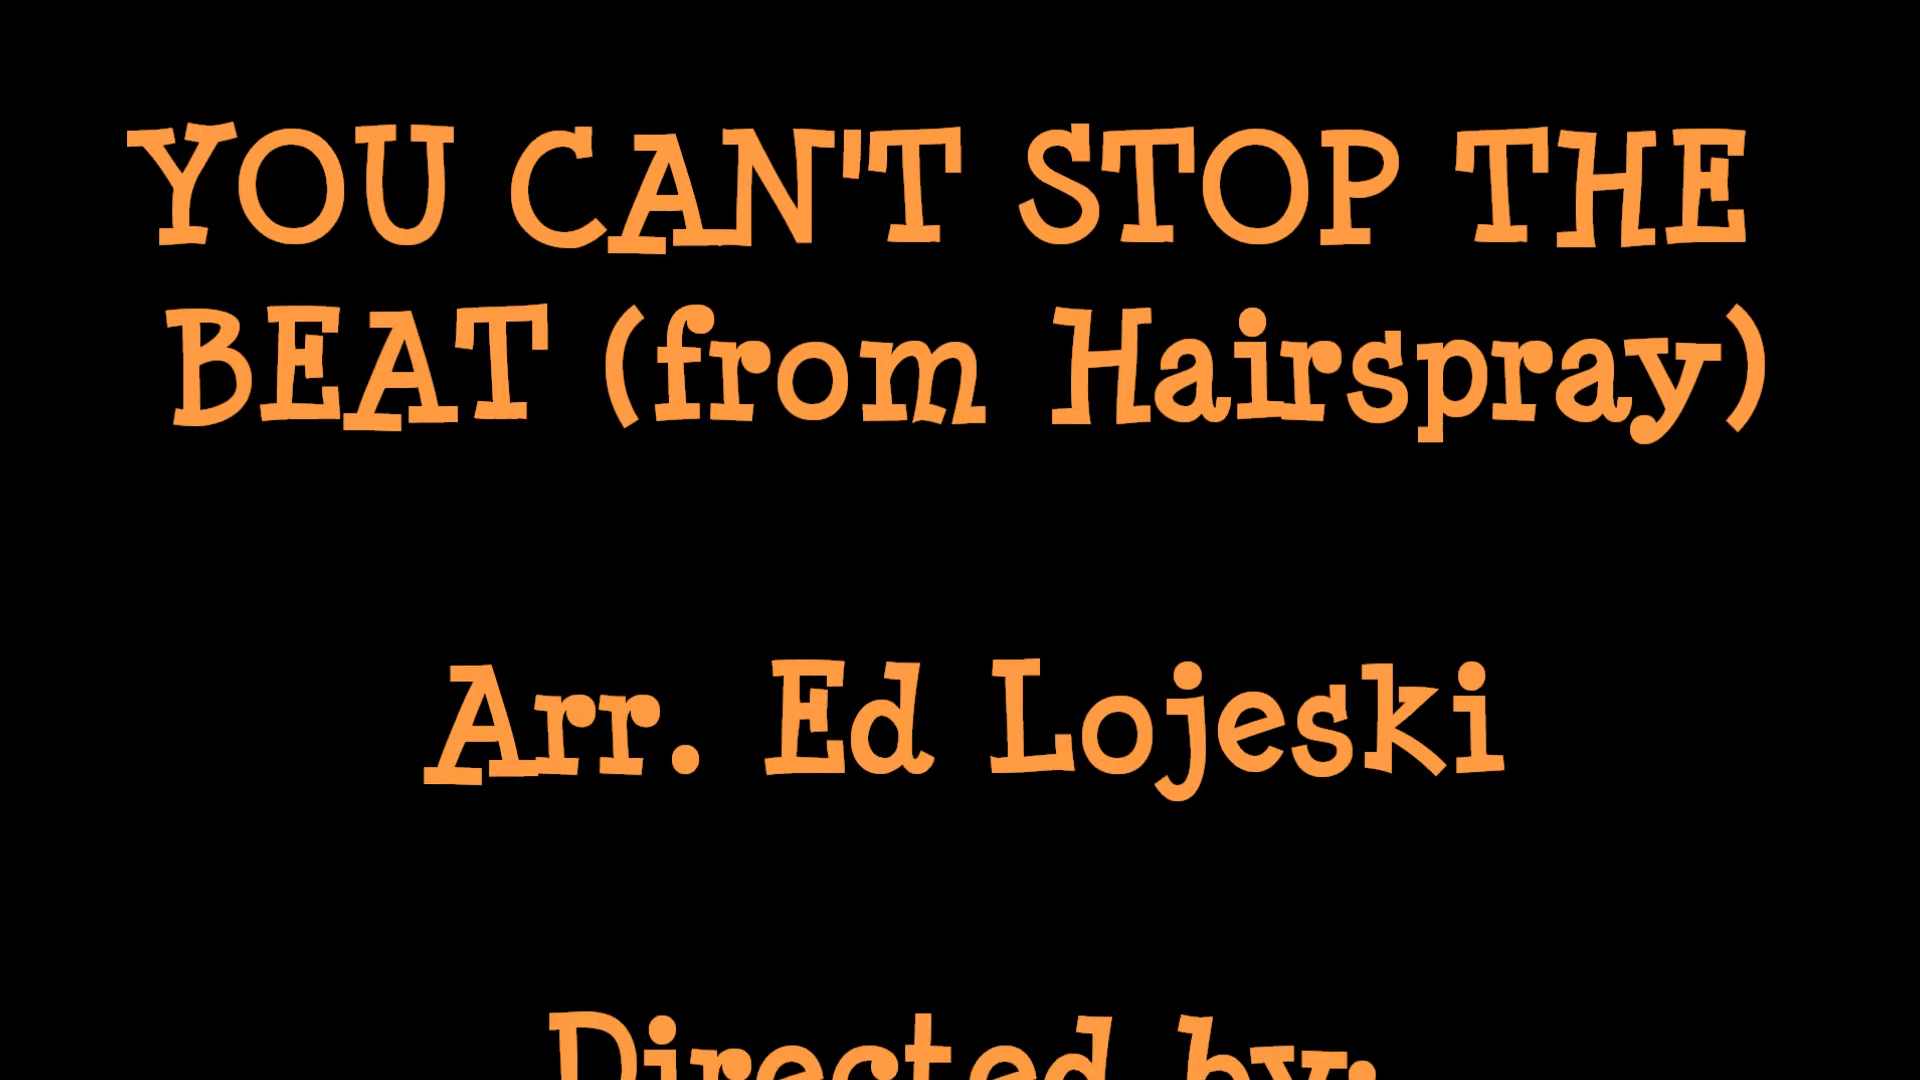 YOU CAN'T STOP THE
BEAT (from Hairspray)
Arr. Ed Lojeski
Directed by: